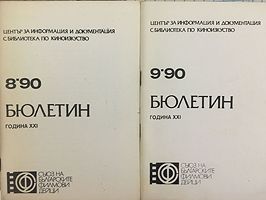 ЦЕНТЪР ЗА ИНФОРМАЦИЯ И ДОКУМЕНТАЦИЯ
С БИБЛИОТЕКА ПО КИНОИЗКУСТВО
8*90
БЮЛЕТИН
ГОДИНА XXI
СЪЮЗ НА
БЪЛГАРСКИТЕ
ФИЛМОВИ
ДЕЙЦИ
ЦЕНТЪР ЗА ИНФОРМАЦИЯ И ДОКУМЕНТАЦИЯ
С БИБЛИОТЕКА ПО КИНОИЗКУСТВО
9*90
БЮЛЕТИН
ГОДИНА XXI
СЪЮЗ НА
БЪЛГАРСКИТЕ
ФИЛМОВИ
ДЕЙЦИ